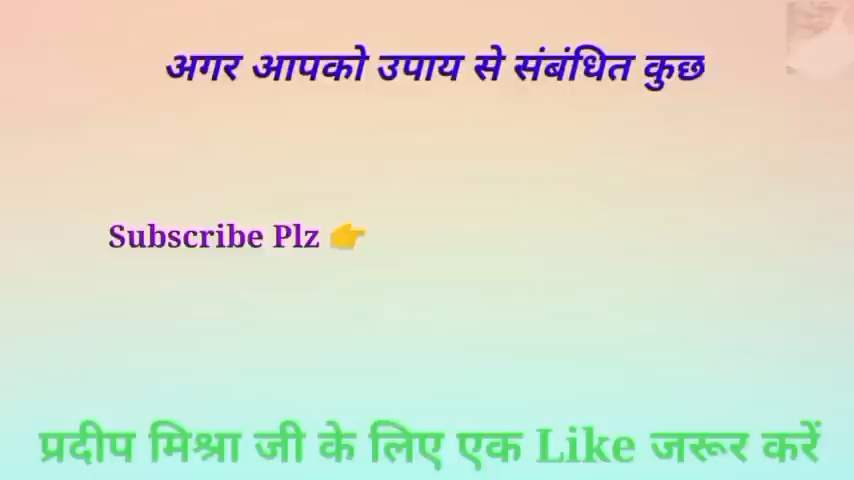 अगर आपको उपाय से संबंधित कुछ
Subscribe Plz 👉
प्रदीप मिश्रा जी के लिए एक Like जरूर करें